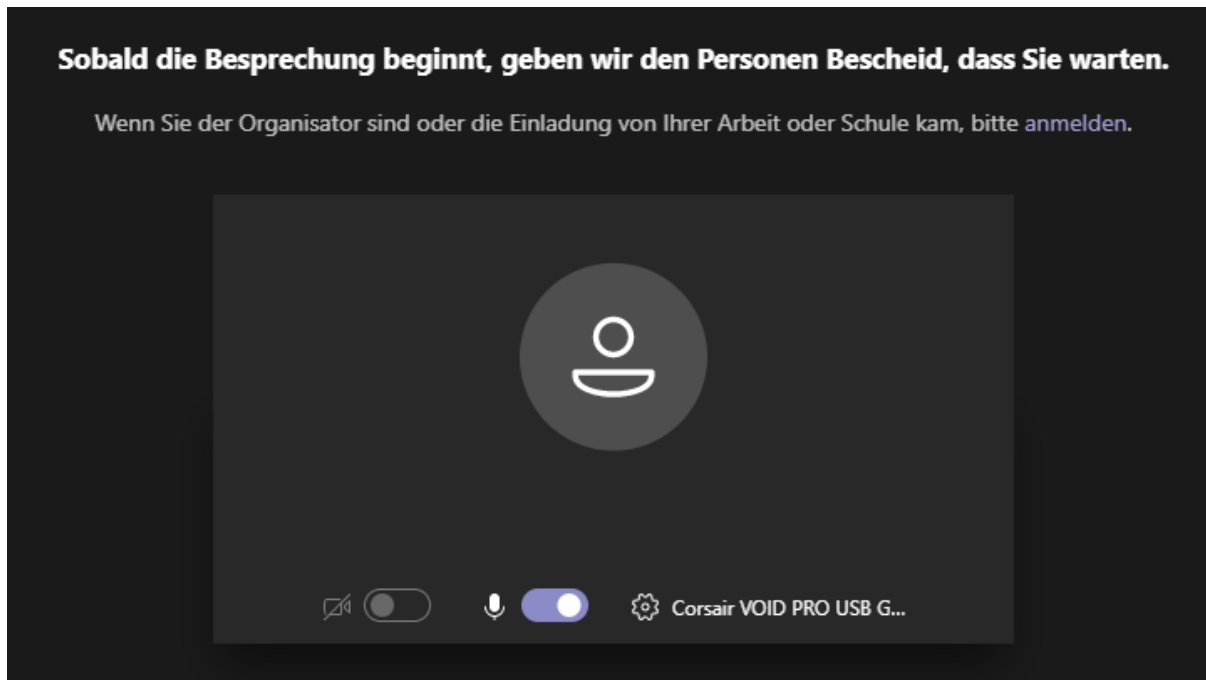 Sobald die Besprechung beginnt, geben wir den Personen Bescheid, dass Sie warten.
Wenn Sie der Organisator sind oder die Einladung von Ihrer Arbeit oder Schule kam, bitte anmelden.
Corsair VOID PRO USB G...